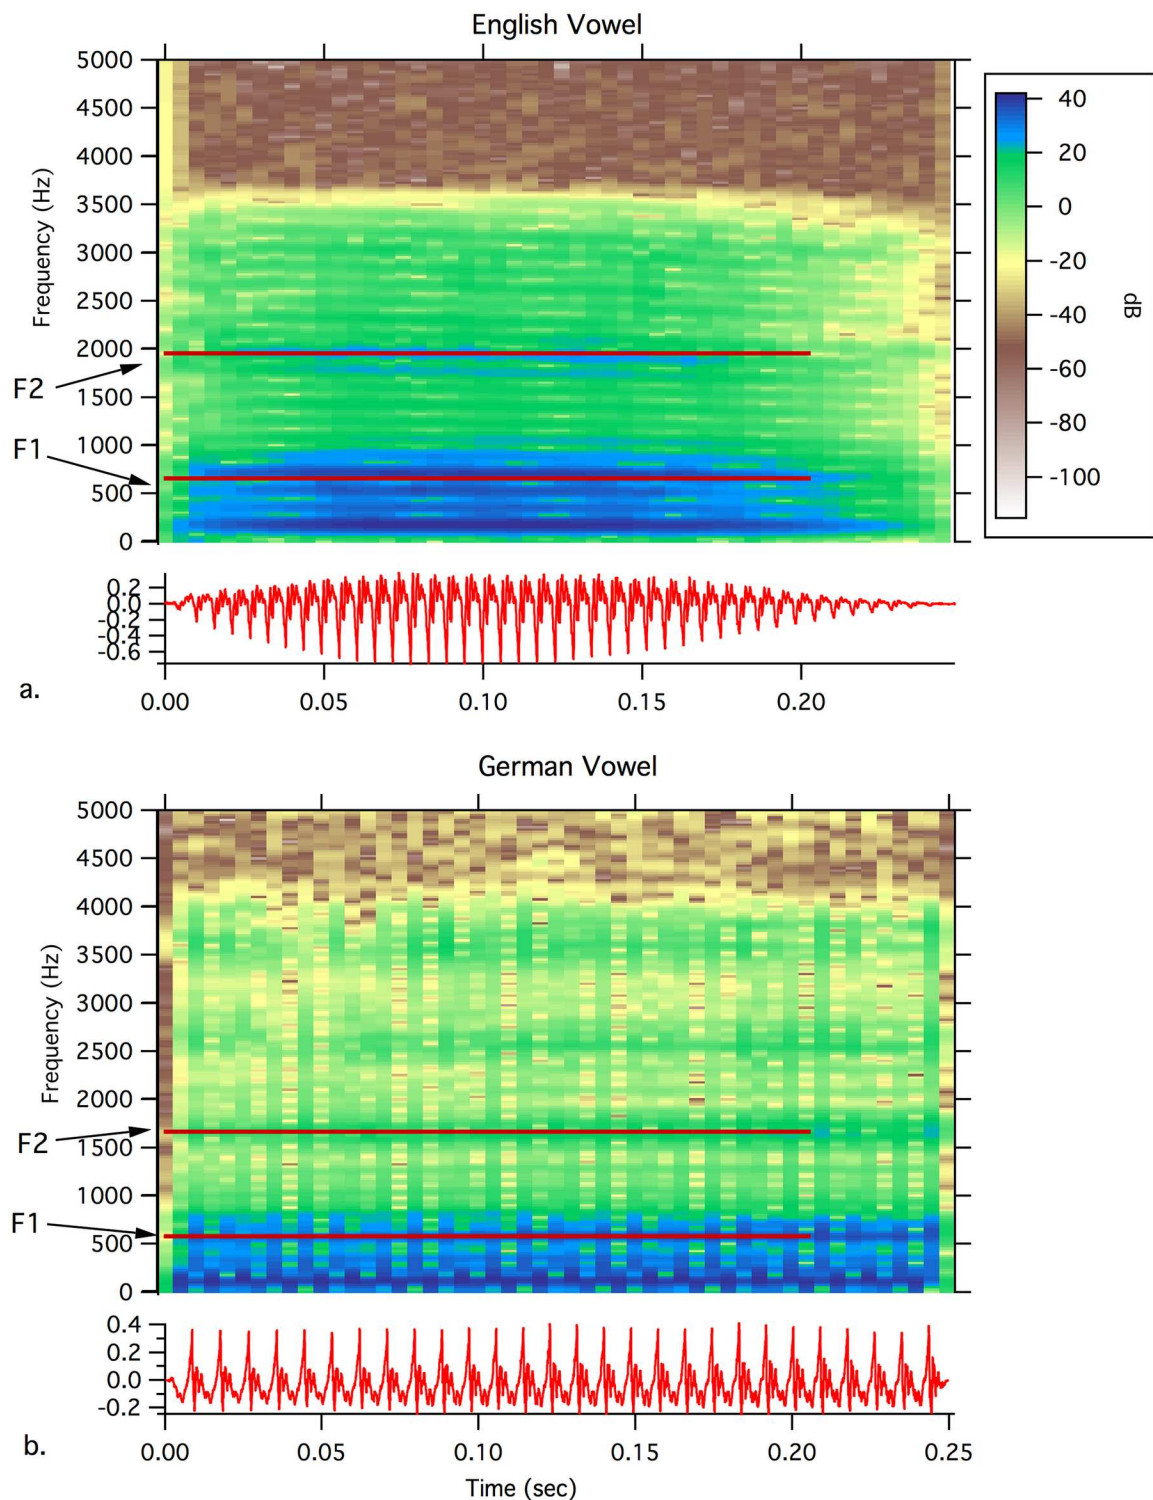 English Vowel
5000
4500
4000
3500
3000
2500
2000
1500
1000
500
0
Frequency (Hz)
F2
F1
40
20
0
-20
-40
-60
-80
-100
dB
0.2
0.0
-0.2
-0.4
-0.6
a.
0.00 0.05 0.10 0.15 0.20
German Vowel
5000
4500
4000
3500
3000
2500
2000
1500
1000
500
0
Frequency (Hz)
F2
F1
0.4
0.2
0.0
-0.2
b.
0.00 0.05 0.10 0.15 0.20 0.25
Time (sec)